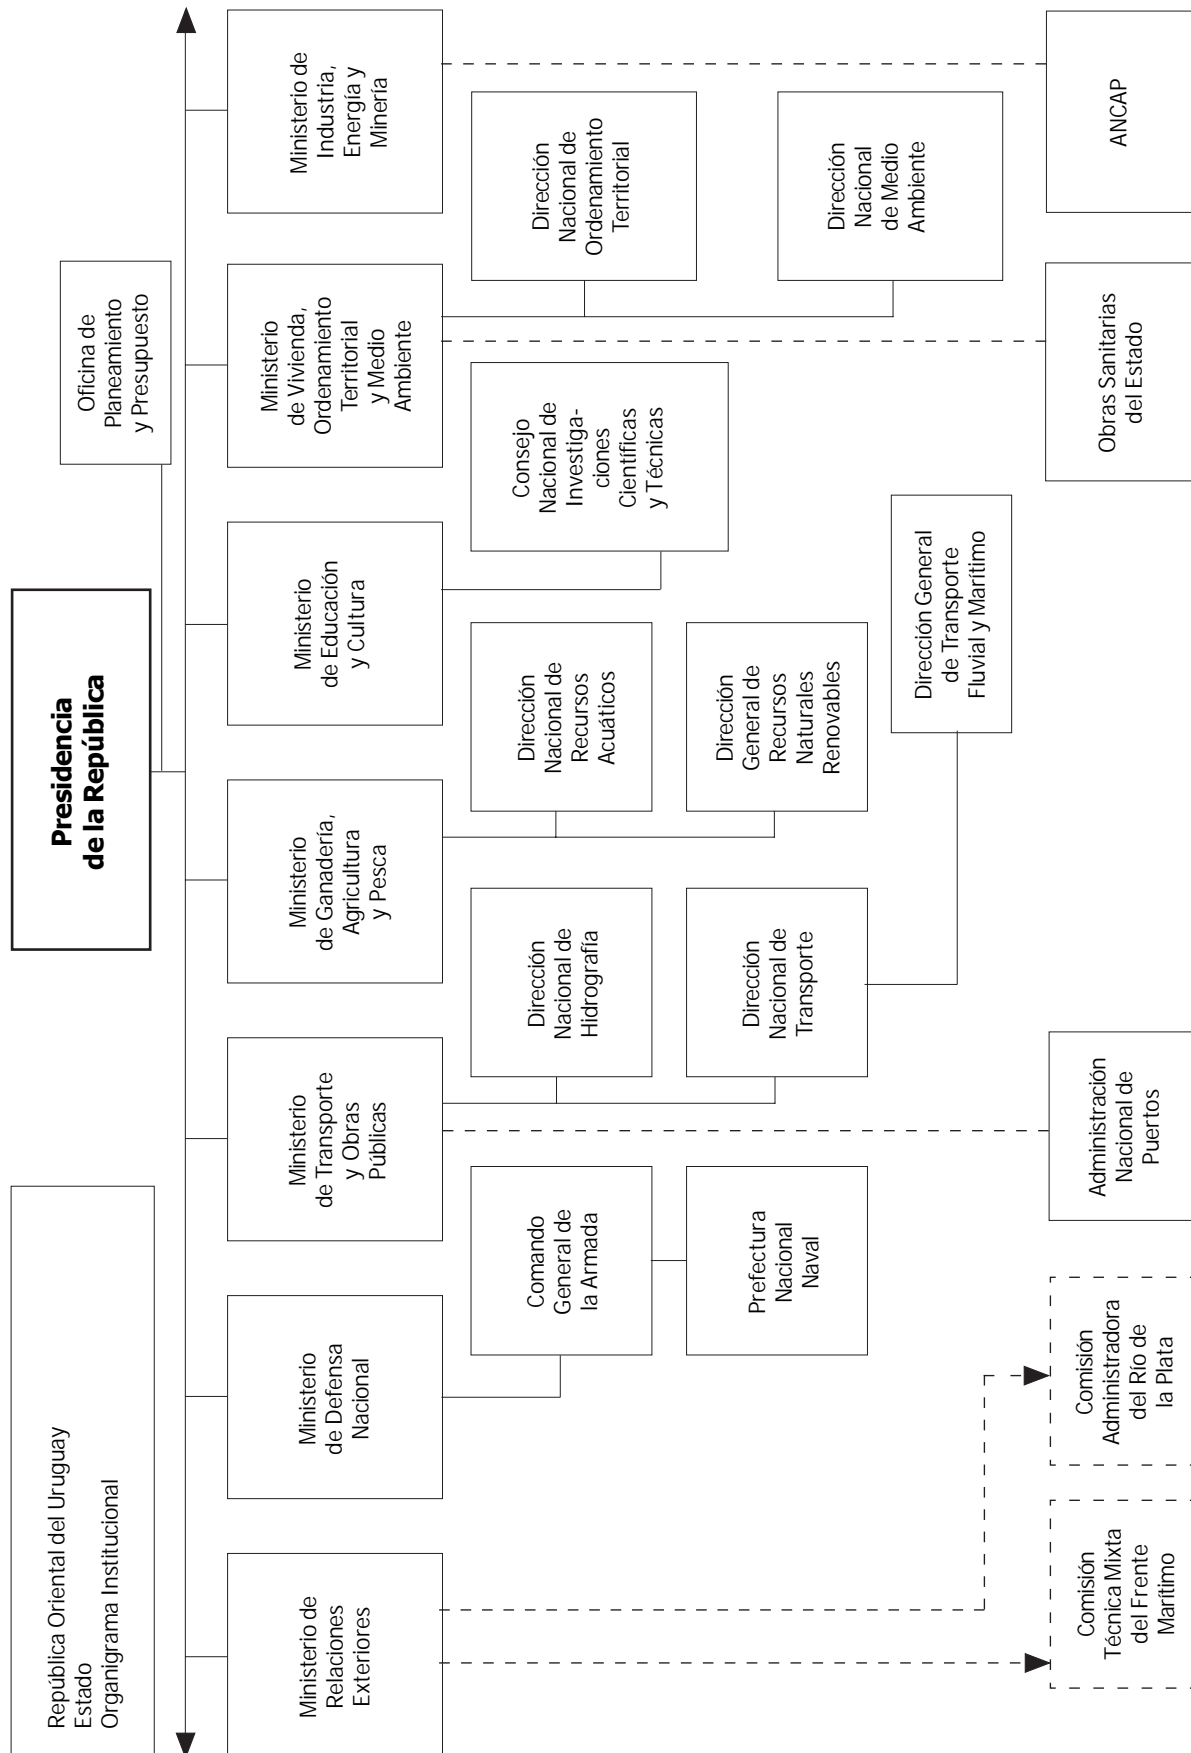 República Oriental del Uruguay
Estado
Organigrama Institucional
Presidencia
de la República
Oficina de
Planeamiento
y Presupuesto
Ministerio de
Relaciones
Exteriores
Ministerio
de Defensa
Nacional
Ministerio
de Transporte
y Obras
Públicas
Ministerio
de Ganadería,
Agricultura
y Pesca
Ministerio
de Educación
y Cultura
Ministerio
de Vivienda,
Ordenamiento
Territorial
y Medio
Ambiente
Ministerio de
Industria,
Energía y
Minería
Comando
General de
la Armada
Dirección
Nacional de
Hidrografía
Dirección
Nacional de
Recursos
Acuáticos
Consejo
Nacional de
Investiga-
ciones
Científicas
y Técnicas
Dirección
Nacional de
Ordenamiento
Territorial
Prefectura
Nacional
Naval
Dirección
Nacional de
Transporte
Dirección
General de
Recursos
Naturales
Renovables
Dirección
Nacional
de Medio
Ambiente
Dirección General
de Transporte
Fluvial y Marítimo
Comisión
Técnica Mixta
del Frente
Marítimo
Comisión
Administradora
del Río de
la Plata
Administración
Nacional de
Puertos
Obras Sanitarias
del Estado
ANCAP